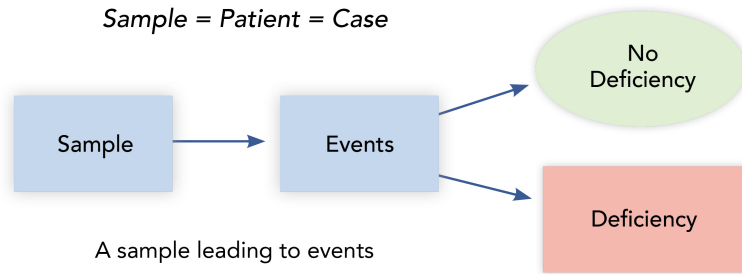 Sample = Patient = Case
No
Deficiency
Sample
Events
Deficiency
A sample leading to events